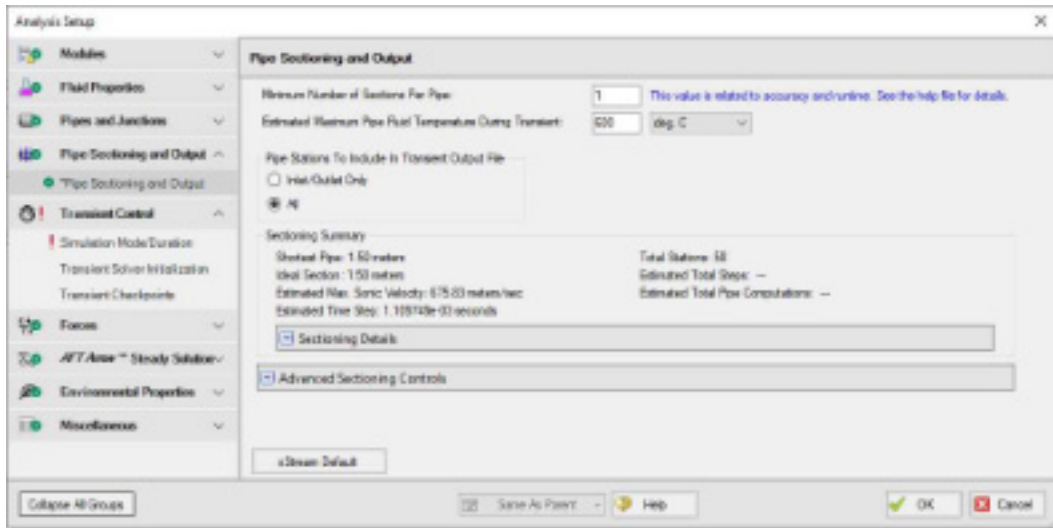 Analysis Setup
Modules
Fluid Properties
Pipes and Junctions
Pipe Sectioning and Output
*Pipe Sectioning and Output
Transient Control
Simulation Mode/Duration
Transient Solver Initialization
Transient Checkpoints
Forces
AFT Arrow™ Steady Solution
Environmental Properties
Miscellaneous
Pipe Sectioning and Output
Minimum Number of Sections Per Pipe: 1 This value is related to accuracy and runtime. See the help file for details.
Estimated Maximum Pipe Fluid Temperature During Transient: deg. C
Pipe Stations To Include In Transient Output File
Inlet/Outlet Only
All
Sectioning Summary
Shortest Pipe: 1.50 meters
Ideal Section: 1.50 meters
Estimated Max. Sonic Velocity: 675.83 meters/sec
Estimated Time Step: seconds
Total Stations:
Estimated Total Steps: ---
Estimated Total Pipe Computations: ---
Sectioning Details
Advanced Sectioning Controls
xStream Default
Collapse All Groups
Same As Parent
Help
OK
Cancel